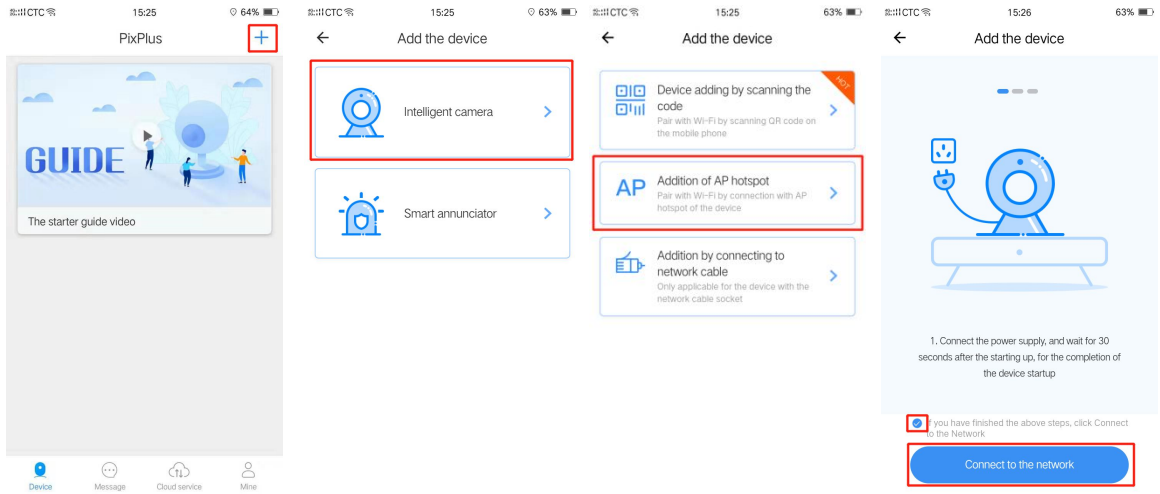 CTC 15:25 64%
PixPlus
GUIDE
The starter guide video
Device Message Cloud service Mine
CTC 15:25 63%
Add the device
Intelligent camera
Smart annunciator
CTC 15:25 63%
Add the device
HOT
Device adding by scanning the
code
Pair with Wi-Fi by scanning QR code on
the mobile phone
AP
Addition of AP hotspot
Pair with Wi-Fi by connection with AP
hotspot of the device
Addition by connecting to
network cable
Only applicable for the device with the
network cable socket
CTC 15:26 63%
Add the device
1. Connect the power supply, and wait for 30
seconds after the starting up, for the completion of
the device startup
If you have finished the above steps, click Connect
to the Network
Connect to the network